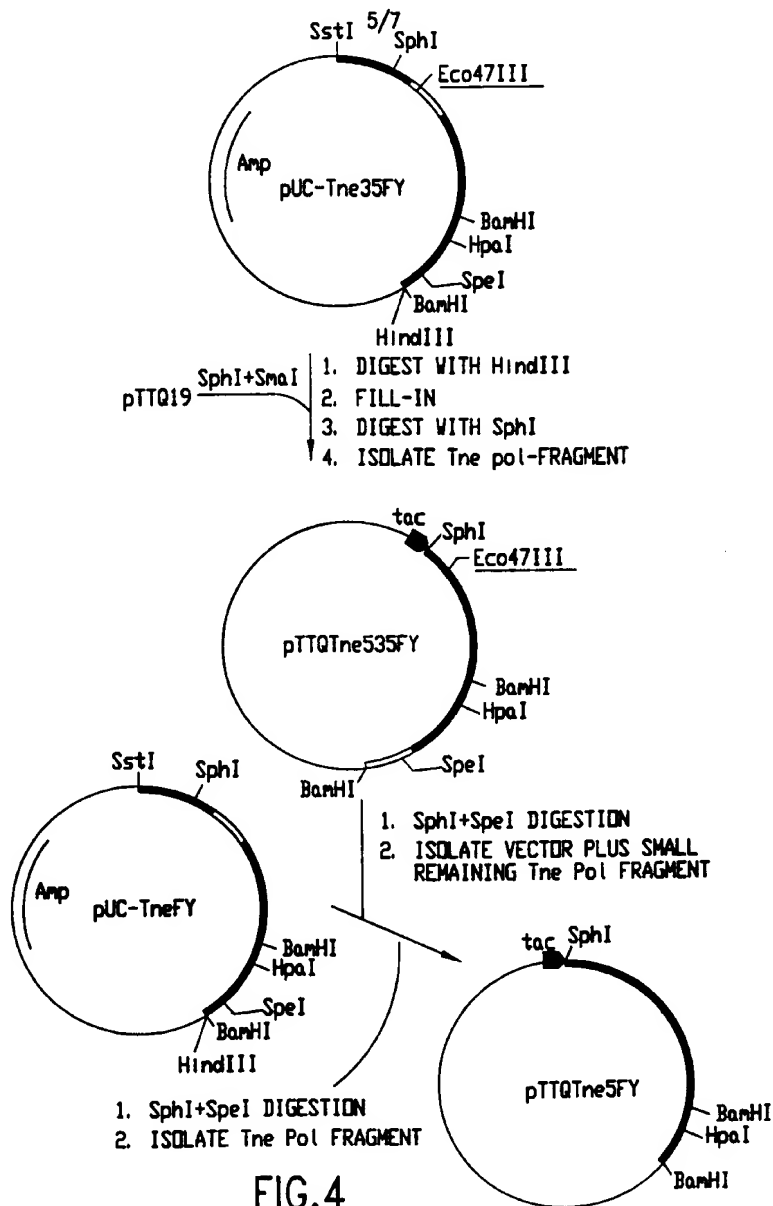 5/7
SstI
SphI
Eco47III
Amp
pUC-Tne35FY
BamHI
HpaI
SpeI
BamHI
HindIII
pTTQ19
SphI+SmaI
1. DIGEST WITH HindIII
2. FILL-IN
3. DIGEST WITH SphI
4. ISOLATE Tne pol-FRAGMENT
tac
SphI
Eco47III
pTTQTne535FY
BamHI
HpaI
SpeI
BamHI
1. SphI+SpeI DIGESTION
2. ISOLATE VECTOR PLUS SMALL
REMAINING Tne Pol FRAGMENT
SstI
SphI
Amp
pUC-TneFY
BamHI
HpaI
SpeI
BamHI
HindIII
1. SphI+SpeI DIGESTION
2. ISOLATE Tne Pol FRAGMENT
tac
SphI
pTTQTne5FY
BamHI
HpaI
BamHI
FIG.4